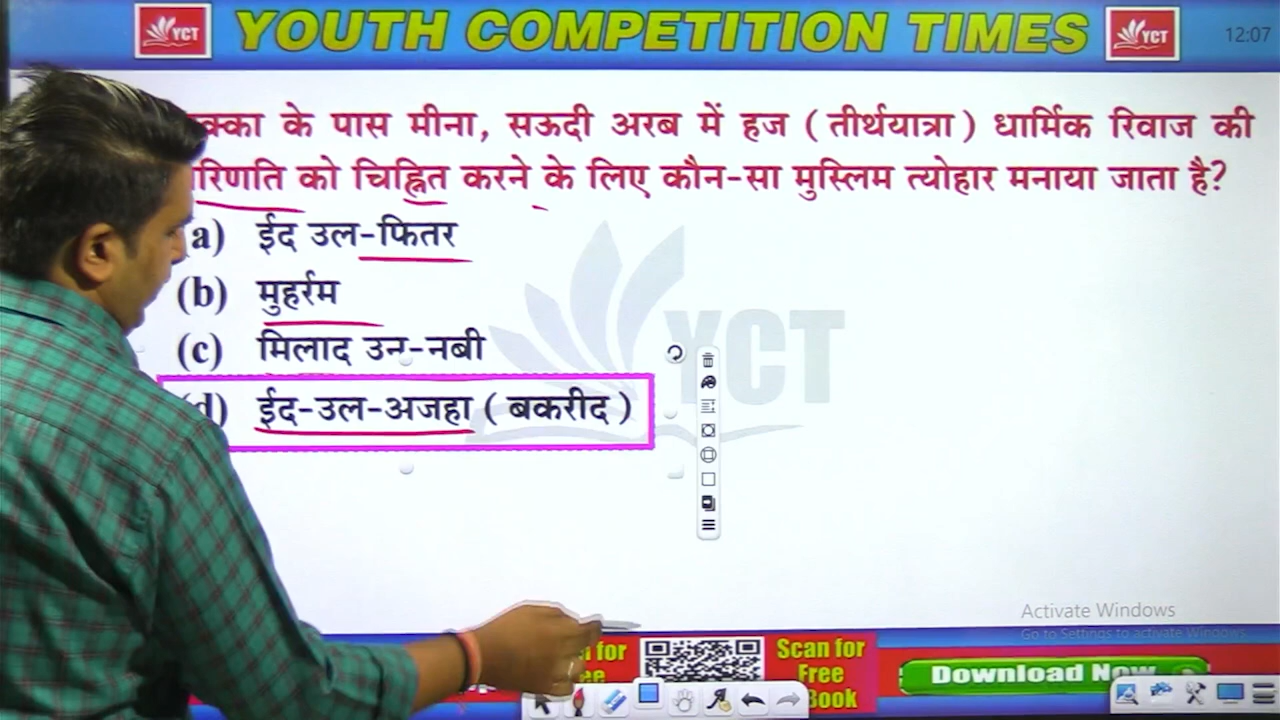 YCT YOUTH COMPETITION TIMES YCT 12:07
के पास मीना, सऊदी अरब में हज ( तीर्थयात्रा ) धार्मिक रिवाज की
को चिह्नित करने के लिए कौन-सा मुस्लिम त्योहार मनाया जाता है?
(a) ईद उल-फितर
(b) मुहर्रम
(c) मिलाद उन-नबी
(d) ईद-उल-अजहा ( बकरीद )
YCT
Activate Windows
Go to Settings to activate Windows.
for Scan for
Free
Book
Download Now